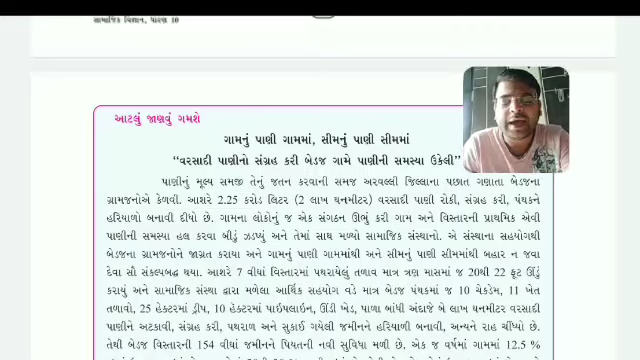 સામાજિક વિજ્ઞાન, ધોરણ 10
આટલું જાણવું ગમશે
ગામનું પાણી ગામમાં, સીમનું પાણી સીમમાં
“વરસાદી પાણીનો સંગ્રહ કરી બેડજ ગામે પાણીની સમસ્યા ઉકેલી”
પાણીનું મૂલ્ય સમજી તેનું જતન કરવાની સમજ અરવલ્લી જિલ્લાના પછાત ગણાતા બેડજના
ગ્રામજનોએ કેળવી. આશરે 2.25 કરોડ લિટર (2 લાખ ઘનમીટર) વરસાદી પાણી રોકી, સંગ્રહ કરી, પંથકને
હરિયાળો બનાવી દીધો છે. ગામના લોકોનું જ એક સંગઠન ઊભું કરી ગામ અને વિસ્તારની પ્રાથમિક એવી
પાણીની સમસ્યા હલ કરવા બીડું ઝડપ્યું અને તેમાં સાથ મળ્યો સામાજિક સંસ્થાનો. એ સંસ્થાના સહયોગથી
બેડજના ગ્રામજનોને જાગ્રત કરાયા અને ગામનું પાણી ગામમાંથી અને સીમનું પાણી સીમમાંથી બહાર ન જવા
દેવા સૌ સંકલ્પબદ્ધ થયા. આશરે 7 વીઘા વિસ્તારમાં પથરાયેલું તળાવ માત્ર ત્રણ માસમાં જ 20થી 22 ફૂટ ઊંડું
કરાયું અને સામાજિક સંસ્થા દ્વારા મળેલા આર્થિક સહયોગ વડે માત્ર બેડજ પંથકમાં જ 10 ચેકડેમ, 11 ખેત
તળાવો, 25 હેક્ટરમાં ડ્રીપ, 10 હેક્ટરમાં પાઇપલાઇન, ઊંડી ખેડ, પાળા બાંધી અંદાજે બે લાખ ઘનમીટર વરસાદી
પાણીને અટકાવી, સંગ્રહ કરી, પથરાળ અને સુકાઈ ગયેલી જમીનને હરિયાળી બનાવી, અન્યને રાહ ચીંધ્યો છે.
તેથી બેડજ વિસ્તારની 154 વીઘા જમીનને પિયતની નવી સુવિધા મળી છે. એક જ વર્ષમાં ગામમાં 12.5 %